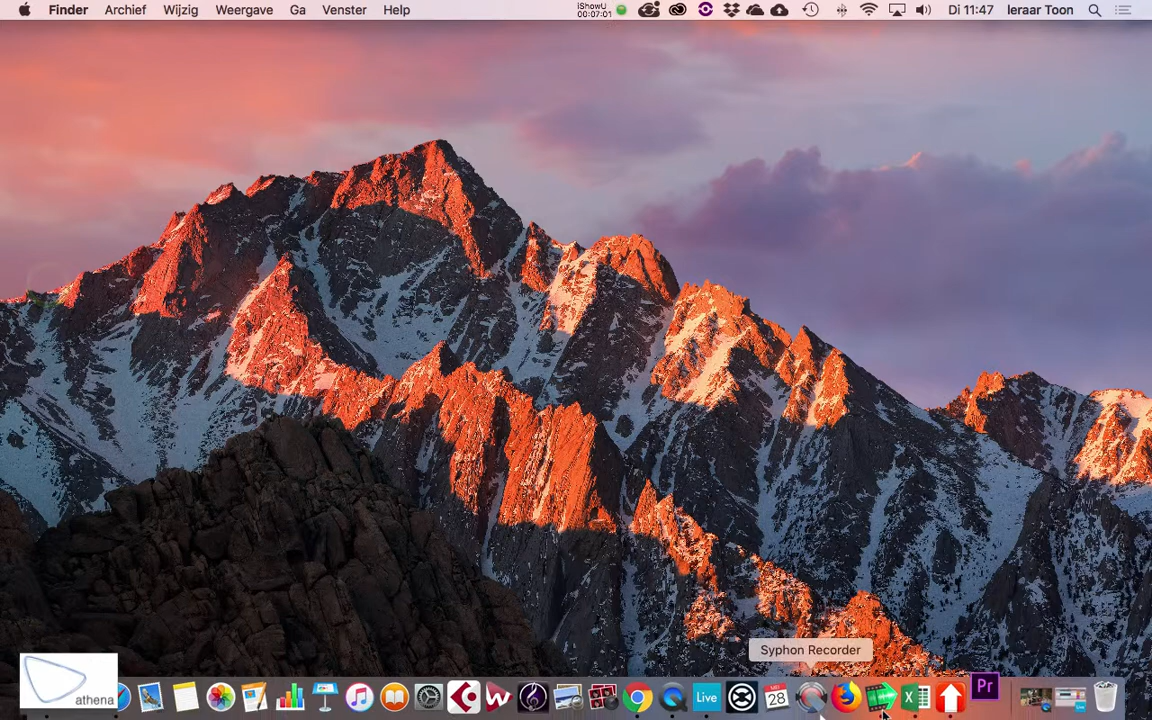 Finder Archief Wijzig Weergave Ga Venster Help iShowU 00:07:01 Di 11:47 leraar Toon
Syphon Recorder
athena
Live
MEI 28
Pr